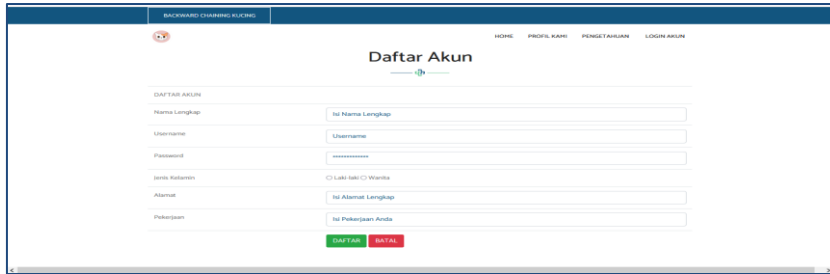 BACKWARD CHAINING KUCING
HOME PROFIL KAMI PENGETAHUAN LOGIN AKUN
Daftar Akun
DAFTAR AKUN
Nama Lengkap Isi Nama Lengkap
Username Username
Password *************
Jenis Kelamin Laki-laki Wanita
Alamat Isi Alamat Lengkap
Pekerjaan Isi Pekerjaan Anda
DAFTAR BATAL